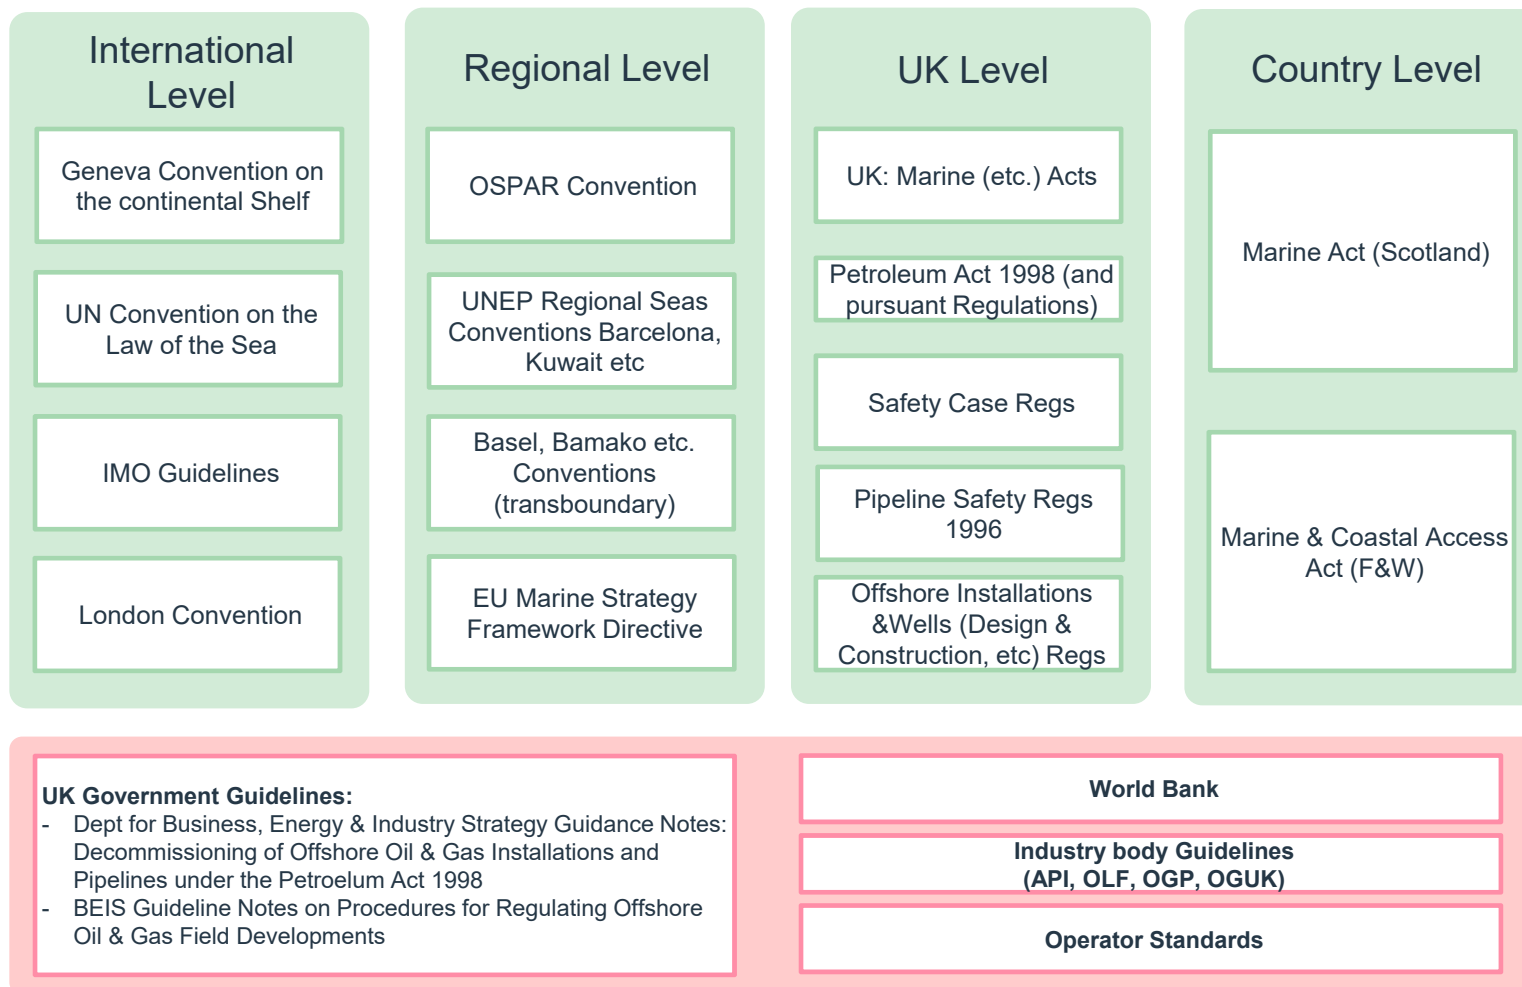 International
Level
Geneva Convention on
the continental Shelf
UN Convention on the
Law of the Sea
IMO Guidelines
London Convention
Regional Level
OSPAR Convention
UNEP Regional Seas
Conventions Barcelona,
Kuwait etc
Basel, Bamako etc.
Conventions
(transboundary)
EU Marine Strategy
Framework Directive
UK Level
UK: Marine (etc.) Acts
Petroleum Act 1998 (and
pursuant Regulations)
Safety Case Regs
Pipeline Safety Regs
1996
Offshore Installations
&Wells (Design &
Construction, etc) Regs
Country Level
Marine Act (Scotland)
Marine & Coastal Access
Act (F&W)
UK Government Guidelines:
- Dept for Business, Energy & Industry Strategy Guidance Notes:
Decommissioning of Offshore Oil & Gas Installations and
Pipelines under the Petroelum Act 1998
- BEIS Guideline Notes on Procedures for Regulating Offshore
Oil & Gas Field Developments
World Bank
Industry body Guidelines
(API, OLF, OGP, OGUK)
Operator Standards